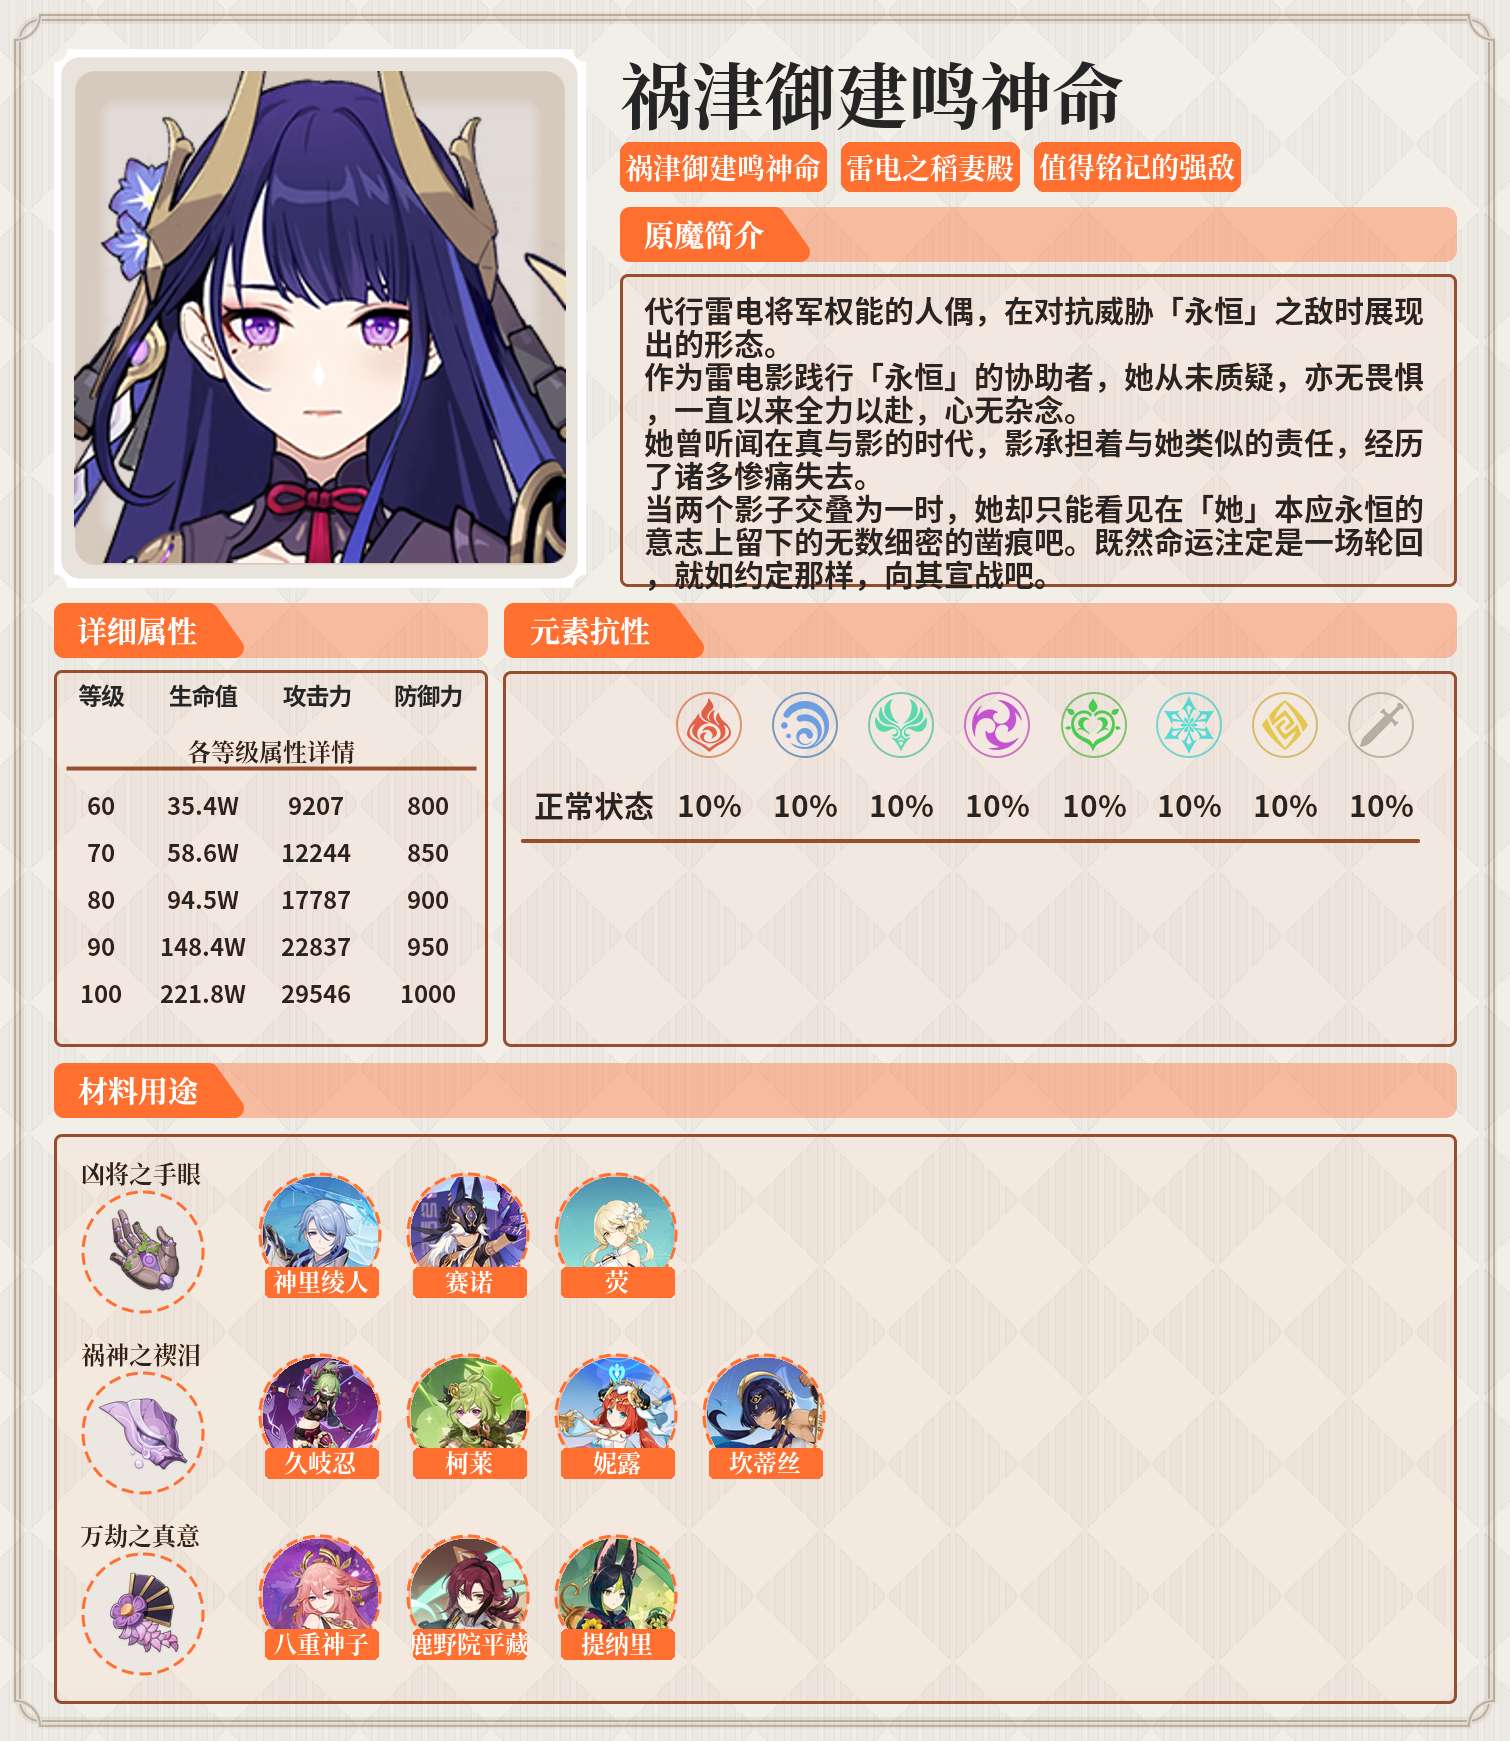 祸津御建鸣神命
祸津御建鸣神命 雷电之稻妻殿 值得铭记的强敌
原魔简介
代行雷电将军权能的人偶，在对抗威胁「永恒」之敌时展现
出的形态。
作为雷电影践行「永恒」的协助者，她从未质疑，亦无畏惧
，一直以来全力以赴，心无杂念。
她曾听闻在真与影的时代，影承担着与她类似的责任，经历
了诸多惨痛失去。
当两个影子交叠为一时，她却只能看见在「她」本应永恒的
意志上留下的无数细密的凿痕吧。既然命运注定是一场轮回
，就如约定那样，向其宣战吧。
详细属性
等级 生命值 攻击力 防御力
各等级属性详情
60 35.4W 9207 800
70 58.6W 12244 850
80 94.5W 17787 900
90 148.4W 22837 950
100 221.8W 29546 1000
元素抗性
正常状态 10% 10% 10% 10% 10% 10% 10% 10%
材料用途
凶将之手眼
神里绫人 赛诺 荧
祸神之禊泪
久岐忍 柯莱 妮露 坎蒂丝
万劫之真意
八重神子 鹿野院平藏 提纳里